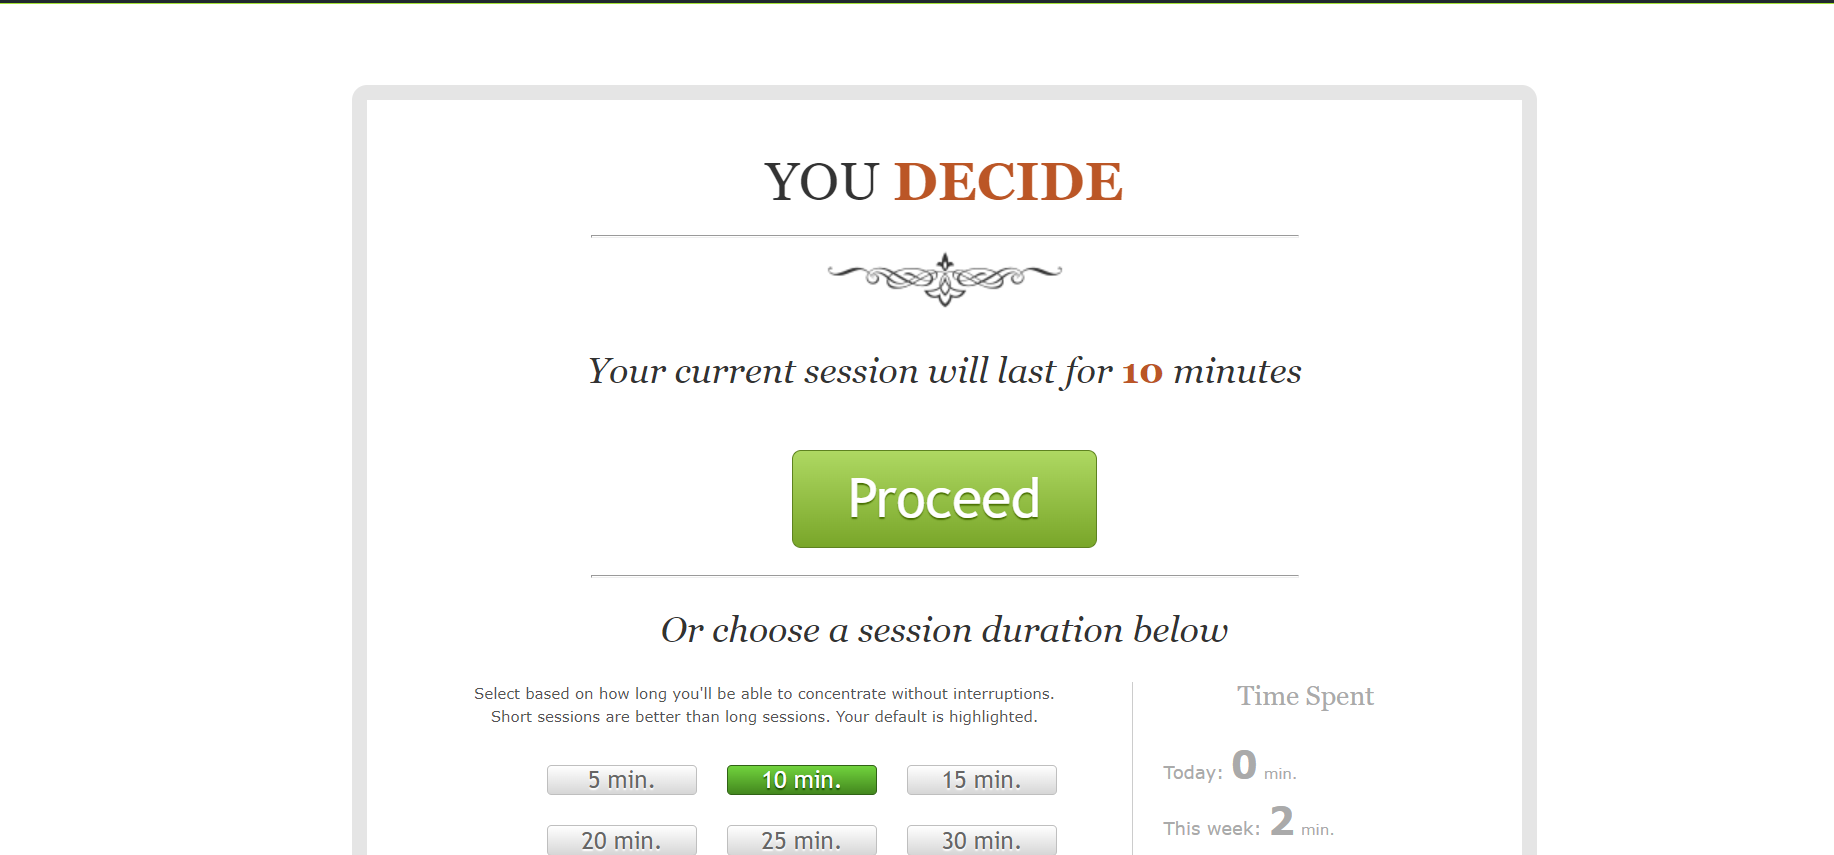 YOU DECIDE
Your current session will last for 10 minutes
Proceed
Or choose a session duration below
Select based on how long you'll be able to concentrate without interruptions.
Short sessions are better than long sessions. Your default is highlighted.
5 min.
10 min.
15 min.
20 min.
25 min.
30 min.
Time Spent
Today: 0 min.
This week: 2 min.